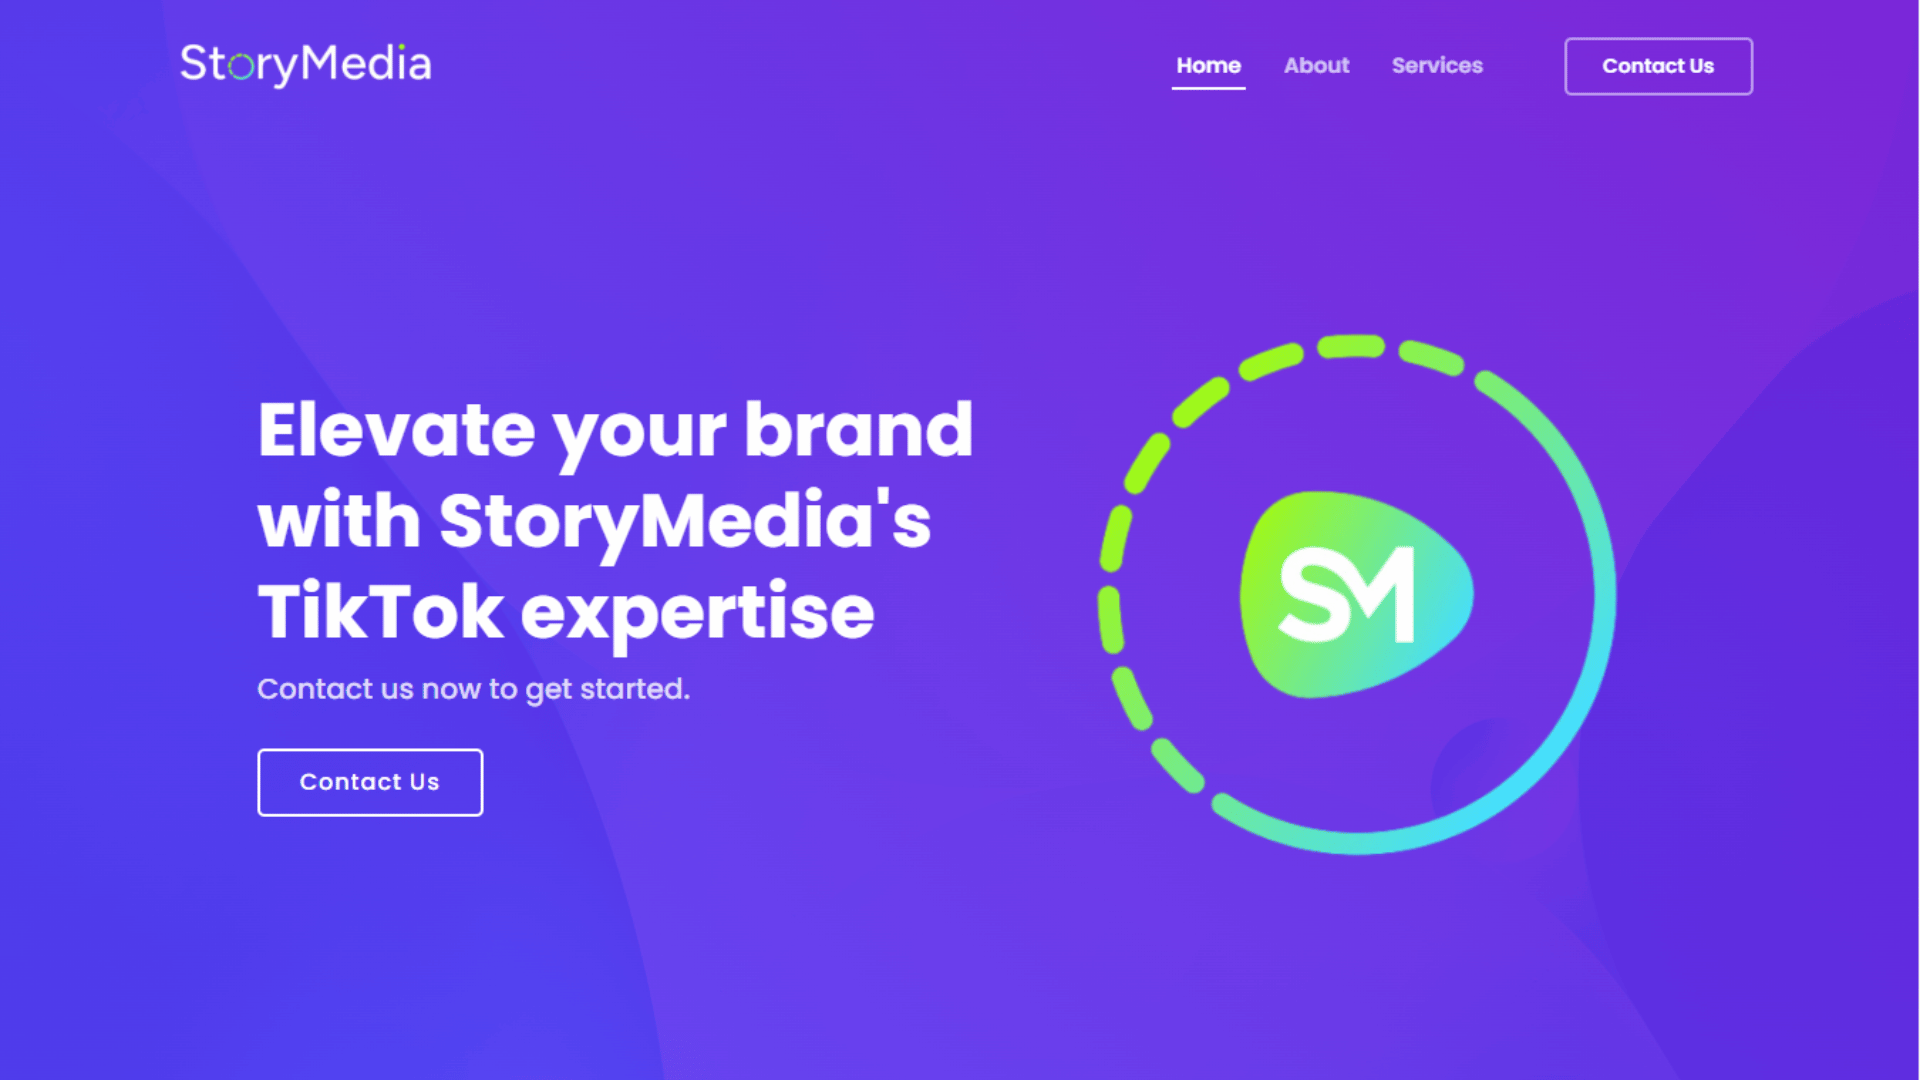 StoryMedia
Home About Services Contact Us
Elevate your brand
with StoryMedia's
TikTok expertise
Contact us now to get started.
Contact Us
SM